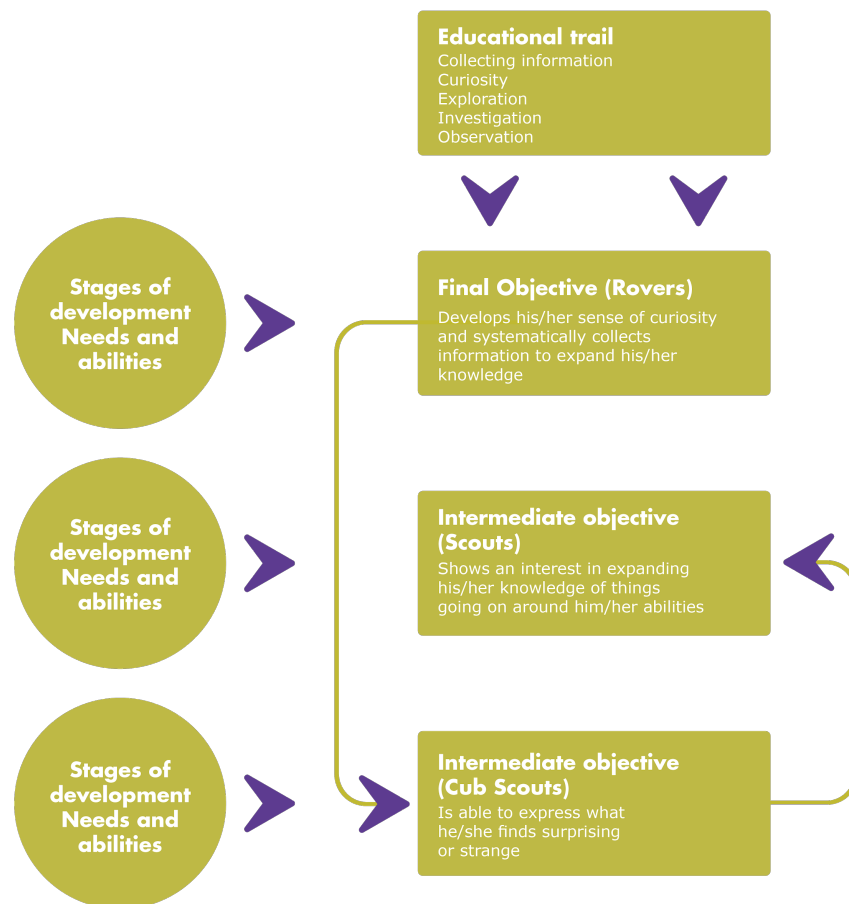 Educational trail
Collecting information
Curiosity
Exploration
Investigation
Observation
Stages of
development
Needs and
abilities
Final Objective (Rovers)
Develops his/her sense of curiosity
and systematically collects
information to expand his/her
knowledge
Stages of
development
Needs and
abilities
Intermediate objective
(Scouts)
Shows an interest in expanding
his/her knowledge of things
going on around him/her abilities
Stages of
development
Needs and
abilities
Intermediate objective
(Cub Scouts)
Is able to express what
he/she finds surprising
or strange